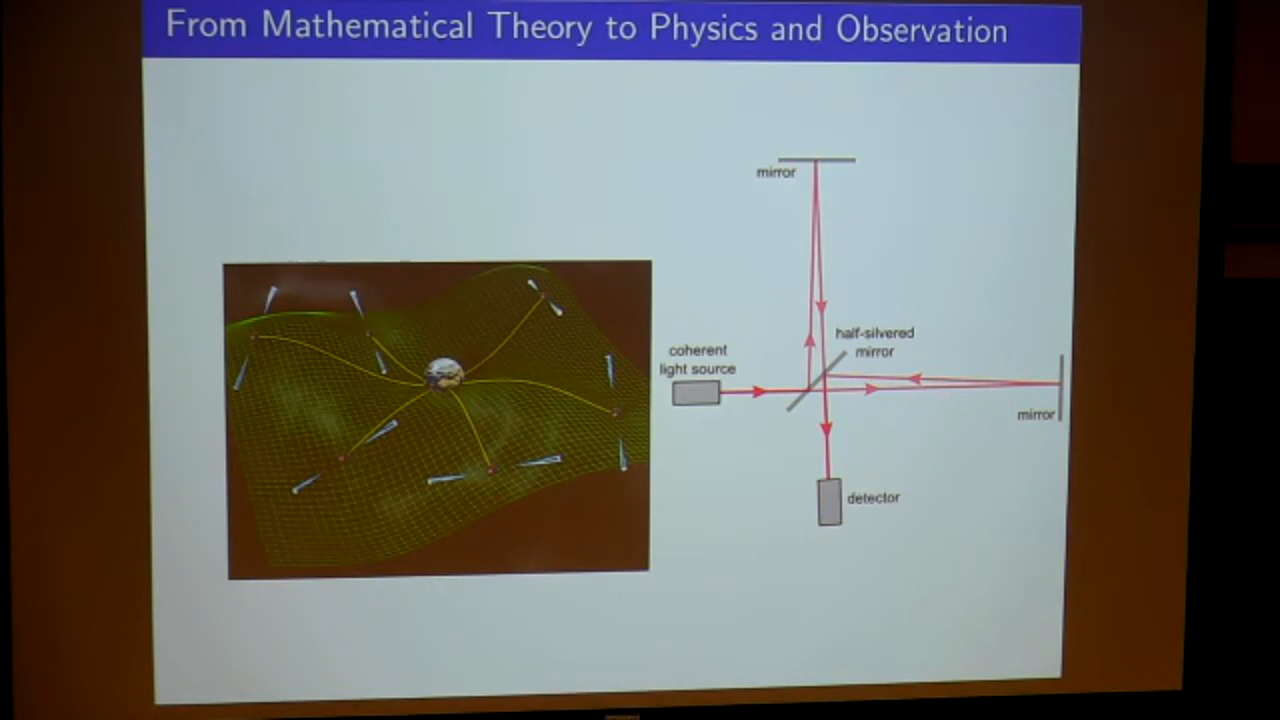 From Mathematical Theory to Physics and Observation
mirror
half-silvered
mirror
coherent
light source
mirror
detector